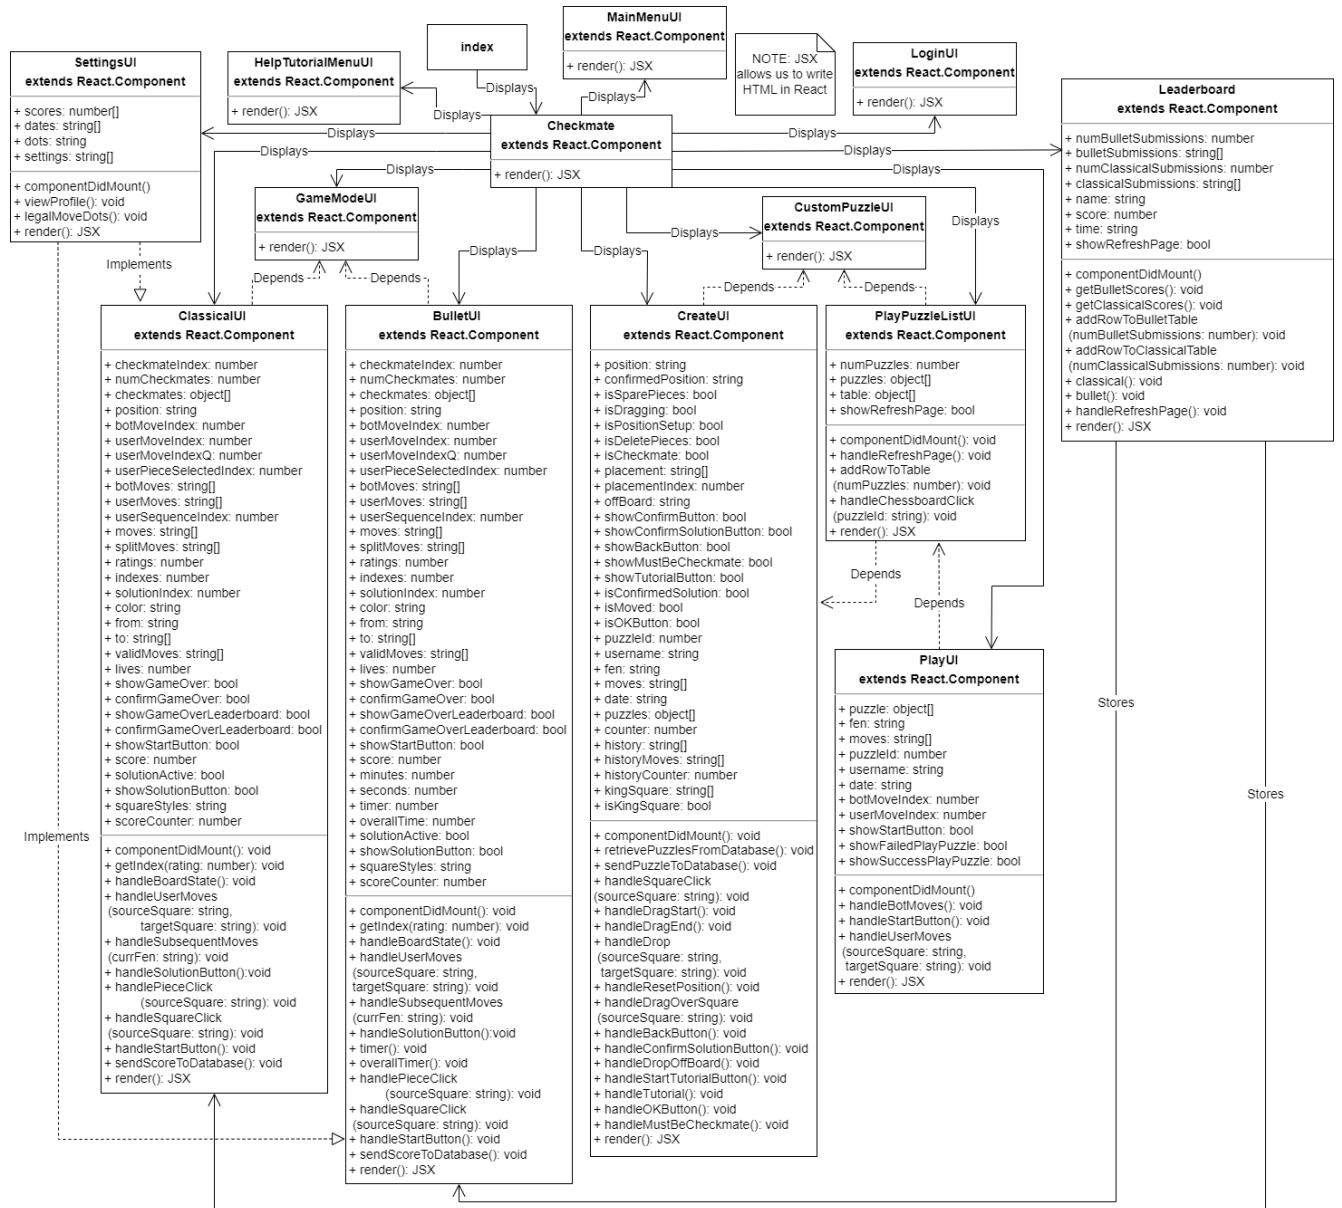 MainMenuUI
extends React.Component
+ render(): JSX
index
NOTE: JSX
allows us to write
HTML in React
LoginUI
extends React.Component
+ render(): JSX
SettingsUI
extends React.Component
+ scores: number[]
+ dates: string[]
+ dots: string
+ settings: string[]
+ componentDidMount()
+ viewProfile(): void
+ legalMoveDots(): void
+ render(): JSX
HelpTutorialMenuUI
extends React.Component
+ render(): JSX
Displays
Displays
Displays
Checkmate
extends React.Component
+ render(): JSX
Displays
Displays
Displays
Displays
Displays
Displays
Displays
Displays
Displays
Displays
Leaderboard
extends React.Component
+ numBulletSubmissions: number
+ bulletSubmissions: string[]
+ numClassicalSubmissions: number
+ classicalSubmissions: string[]
+ name: string
+ score: number
+ time: string
+ showRefreshPage: bool
+ componentDidMount()
+ getBulletScores(): void
+ getClassicalScores(): void
+ addRowToBulletTable
(numBulletSubmissions: number): void
+ addRowToClassicalTable
(numClassicalSubmissions: number): void
+ classical(): void
+ bullet(): void
+ handleRefreshPage(): void
+ render(): JSX
GameModeUI
extends React.Component
+ render(): JSX
CustomPuzzleUI
extends React.Component
+ render(): JSX
Implements
Depends
Depends
Depends
Depends
ClassicalUI
extends React.Component
+ checkmateIndex: number
+ numCheckmates: number
+ checkmates: object[]
+ position: string
+ botMoveIndex: number
+ userMoveIndex: number
+ userMoveIndexQ: number
+ userPieceSelectedIndex: number
+ botMoves: string[]
+ userMoves: string[]
+ userSequenceIndex: number
+ moves: string[]
+ splitMoves: string[]
+ ratings: number
+ indexes: number
+ solutionIndex: number
+ color: string
+ from: string
+ to: string[]
+ validMoves: string[]
+ lives: number
+ showGameOver: bool
+ confirmGameOver: bool
+ showGameOverLeaderboard: bool
+ confirmGameOverLeaderboard: bool
+ showStartButton: bool
+ score: number
+ solutionActive: bool
+ showSolutionButton: bool
+ squareStyles: string
+ scoreCounter: number
+ componentDidMount(): void
+ getIndex(rating: number): void
+ handleBoardState(): void
+ handleUserMoves
(sourceSquare: string,
targetSquare: string): void
+ handleSubsequentMoves
(currFen: string): void
+ handleSolutionButton():void
+ handlePieceClick
(sourceSquare: string): void
+ handleSquareClick
(sourceSquare: string): void
+ handleStartButton(): void
+ sendScoreToDatabase(): void
+ render(): JSX
Implements
BulletUI
extends React.Component
+ checkmateIndex: number
+ numCheckmates: number
+ checkmates: object[]
+ position: string
+ botMoveIndex: number
+ userMoveIndex: number
+ userMoveIndexQ: number
+ userPieceSelectedIndex: number
+ botMoves: string[]
+ userMoves: string[]
+ userSequenceIndex: number
+ moves: string[]
+ splitMoves: string[]
+ ratings: number
+ indexes: number
+ solutionIndex: number
+ color: string
+ from: string
+ to: string[]
+ validMoves: string[]
+ lives: number
+ showGameOver: bool
+ confirmGameOver: bool
+ showGameOverLeaderboard: bool
+ confirmGameOverLeaderboard: bool
+ showStartButton: bool
+ score: number
+ minutes: number
+ seconds: number
+ timer: number
+ overallTime: number
+ solutionActive: bool
+ showSolutionButton: bool
+ squareStyles: string
+ scoreCounter: number
+ componentDidMount(): void
+ getIndex(rating: number): void
+ handleBoardState(): void
+ handleUserMoves
(sourceSquare: string,
targetSquare: string): void
+ handleSubsequentMoves
(currFen: string): void
+ handleSolutionButton():void
+ timer(): void
+ overallTimer(): void
+ handlePieceClick
(sourceSquare: string): void
+ handleSquareClick
(sourceSquare: string): void
+ handleStartButton(): void
+ sendScoreToDatabase(): void
+ render(): JSX
CreateUI
extends React.Component
+ position: string
+ confirmedPosition: string
+ isSparePieces: bool
+ isDragging: bool
+ isPositionSetup: bool
+ isDeletePieces: bool
+ isCheckmate: bool
+ placement: string[]
+ placementIndex: number
+ offBoard: string
+ showConfirmButton: bool
+ showConfirmSolutionButton: bool
+ showBackButton: bool
+ showMustBeCheckmate: bool
+ showTutorialButton: bool
+ isConfirmedSolution: bool
+ isMoved: bool
+ isOKButton: bool
+ puzzleId: number
+ username: string
+ fen: string
+ moves: string[]
+ date: string
+ puzzles: object[]
+ counter: number
+ history: string[]
+ historyMoves: string[]
+ historyCounter: number
+ kingSquare: string[]
+ isKingSquare: bool
+ componentDidMount(): void
+ retrievePuzzlesFromDatabase(): void
+ sendPuzzleToDatabase(): void
+ handleSquareClick
(sourceSquare: string): void
+ handleDragStart(): void
+ handleDragEnd(): void
+ handleDrop
(sourceSquare: string,
targetSquare: string): void
+ handleResetPosition(): void
+ handleDragOverSquare
(sourceSquare: string): void
+ handleBackButton(): void
+ handleConfirmSolutionButton(): void
+ handleDropOffBoard(): void
+ handleStartTutorialButton(): void
+ handleTutorial(): void
+ handleOKButton(): void
+ handleMustBeCheckmate(): void
+ render(): JSX
PlayPuzzleListUI
extends React.Component
+ numPuzzles: number
+ puzzles: object[]
+ table: object[]
+ showRefreshPage: bool
+ componentDidMount(): void
+ handleRefreshPage(): void
+ addRowToTable
(numPuzzles: number): void
+ handleChessboardClick
(puzzleId: string): void
+ render(): JSX
Depends
Depends
PlayUI
extends React.Component
+ puzzle: object[]
+ fen: string
+ moves: string[]
+ puzzleId: number
+ username: string
+ date: string
+ botMoveIndex: number
+ userMoveIndex: number
+ showStartButton: bool
+ showFailedPlayPuzzle: bool
+ showSuccessPlayPuzzle: bool
+ componentDidMount()
+ handleBotMoves(): void
+ handleStartButton(): void
+ handleUserMoves
(sourceSquare: string,
targetSquare: string): void
+ render(): JSX
Stores
Stores